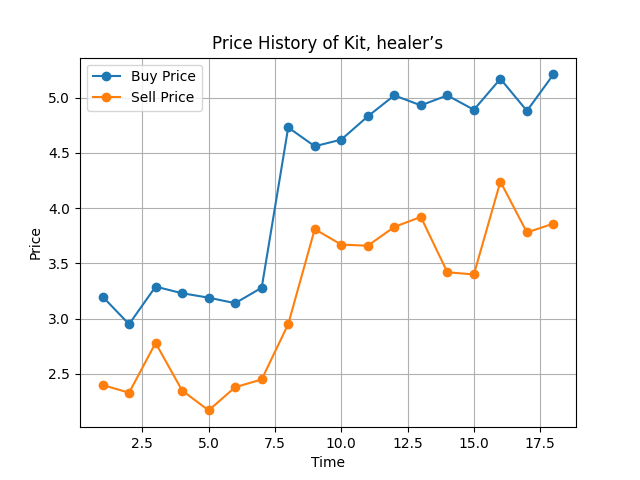 Price History of Kit, healer’s
Buy Price
Sell Price
Price
5.0
4.5
4.0
3.5
3.0
2.5
2.5 5.0 7.5 10.0 12.5 15.0 17.5
Time